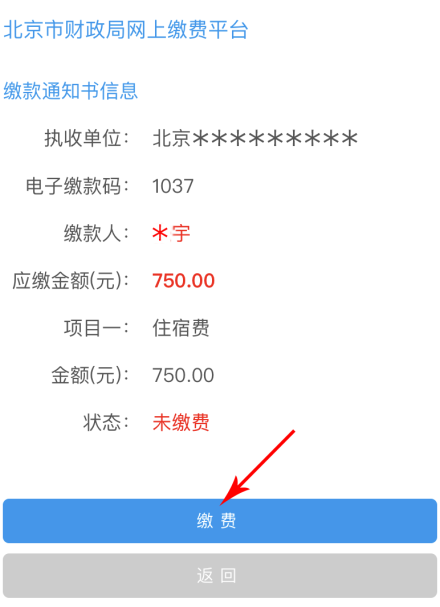 北京市财政局网上缴费平台
缴款通知书信息
执收单位： 北京＊＊＊＊＊＊＊＊＊
电子缴款码： 1037
缴款人： ＊宇
应缴金额(元)： 750.00
项目一： 住宿费
金额(元)： 750.00
状态： 未缴费
缴 费
返 回